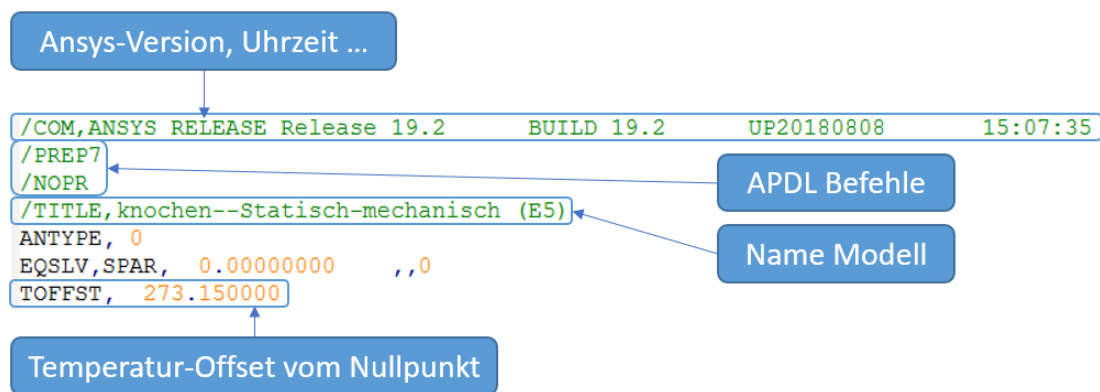 Ansys-Version, Uhrzeit ...
/COM,ANSYS RELEASE Release 19.2 BUILD 19.2 UP20180808 15:07:35
/PREP7
/NOPR
APDL Befehle
/TITLE,knochen--Statisch-mechanisch (E5)
Name Modell
ANTYPE, 0
EQSLV,SPAR, 0.00000000 ,,0
TOFFST, 273.150000
Temperatur-Offset vom Nullpunkt